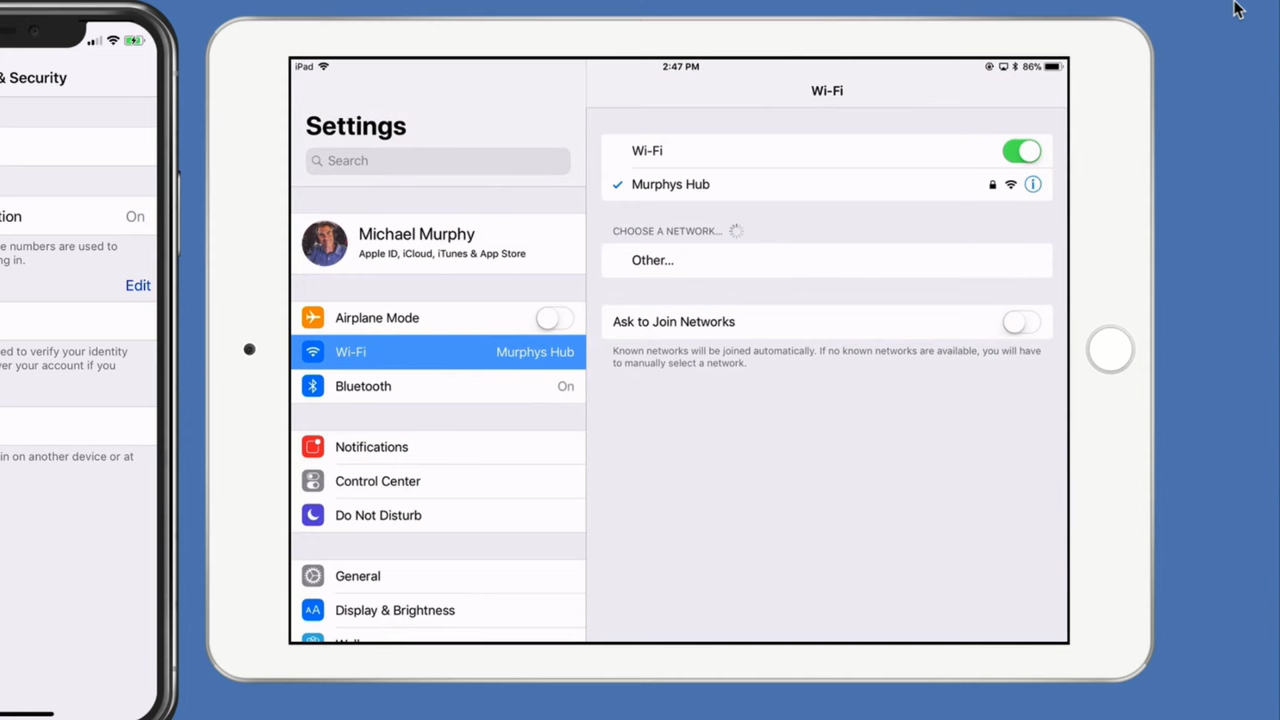 & Security
tion
On
e numbers are used to
ng in.
Edit
ed to verify your identity
ver your account if you
in on another device or at
iPad
2:47 PM
86%
Settings
Search
Michael Murphy
Apple ID, iCloud, iTunes & App Store
Airplane Mode
Wi-Fi
Murphys Hub
Bluetooth
On
Notifications
Control Center
Do Not Disturb
General
AA
Display & Brightness
Wi-Fi
Wi-Fi
Murphys Hub
CHOOSE A NETWORK...
Other...
Ask to Join Networks
Known networks will be joined automatically. If no known networks are available, you will have
to manually select a network.